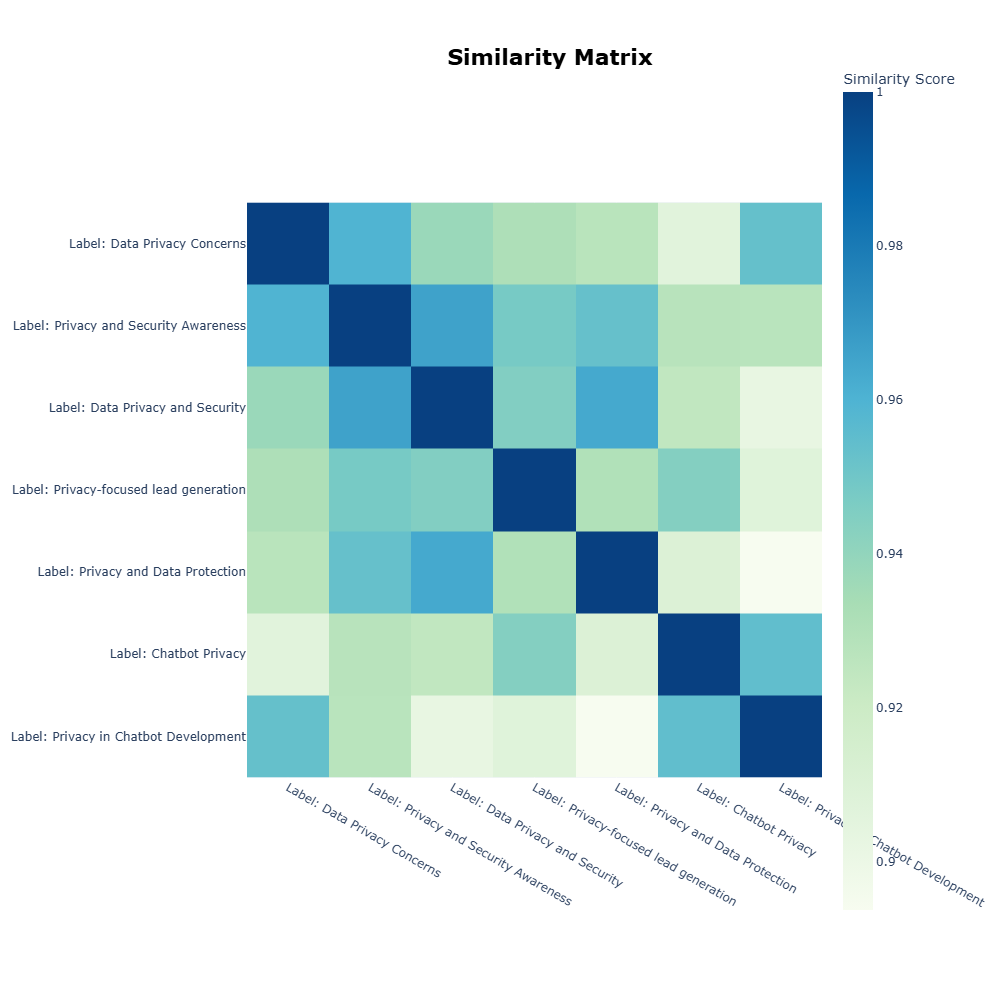 Similarity Matrix
Similarity Score
1
0.98
0.96
0.94
0.92
0.9
Label: Data Privacy Concerns
Label: Privacy and Security Awareness
Label: Data Privacy and Security
Label: Privacy-focused lead generation
Label: Privacy and Data Protection
Label: Chatbot Privacy
Label: Privacy in Chatbot Development
Label: Data Privacy Concerns
Label: Privacy and Security Awareness
Label: Data Privacy and Security
Label: Privacy-focused lead generation
Label: Privacy and Data Protection
Label: Chatbot Privacy
Label: Chatbot Development